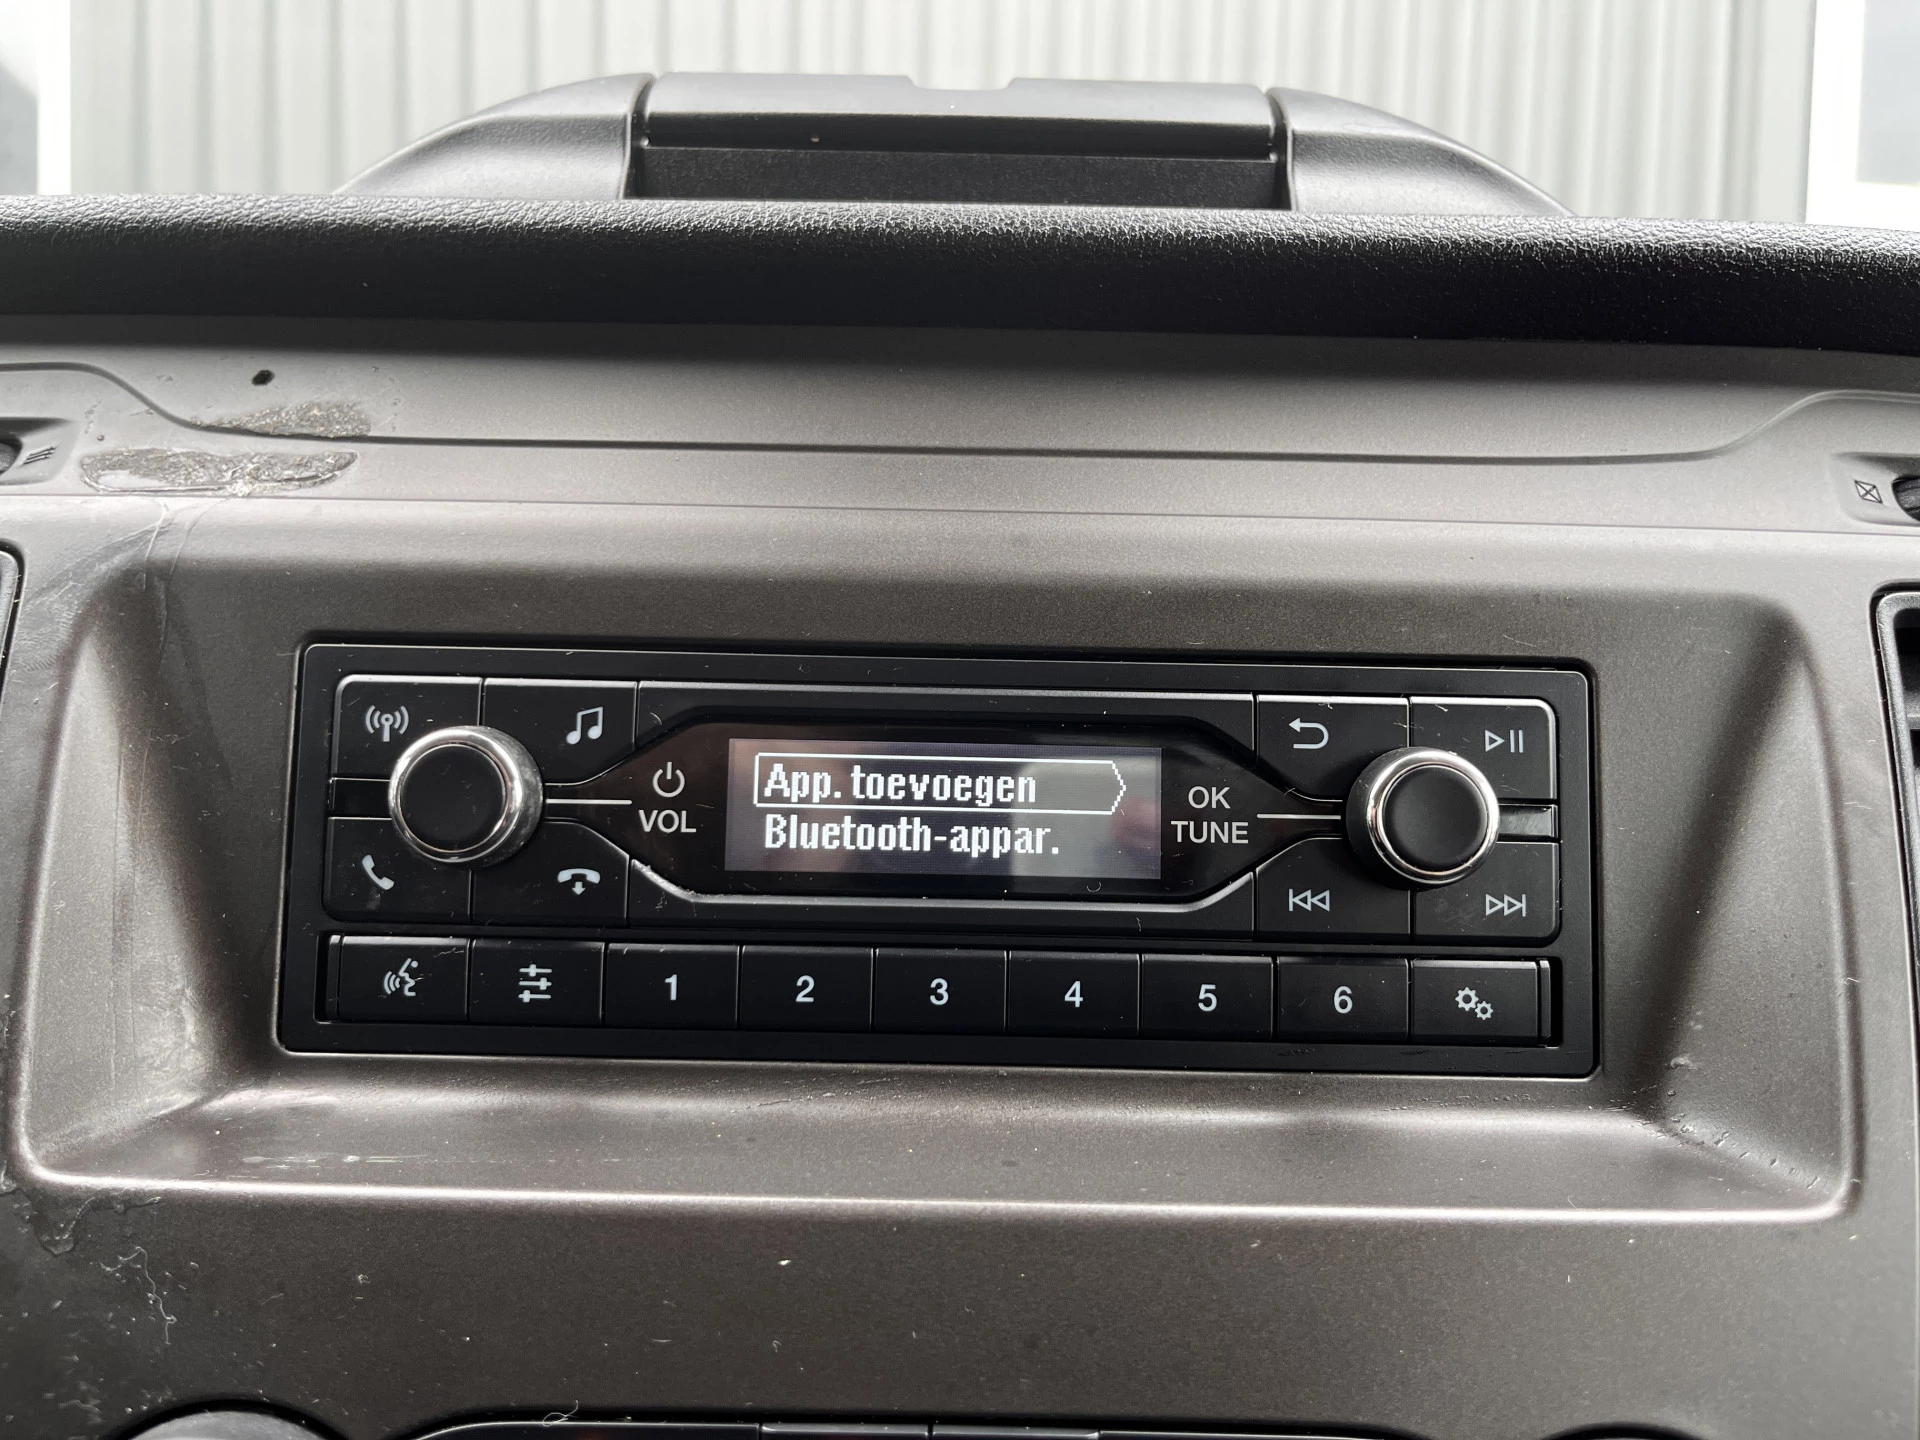 App. toevoegen
Bluetooth-appar.
VOL
OK
TUNE
1 2 3 4 5 6